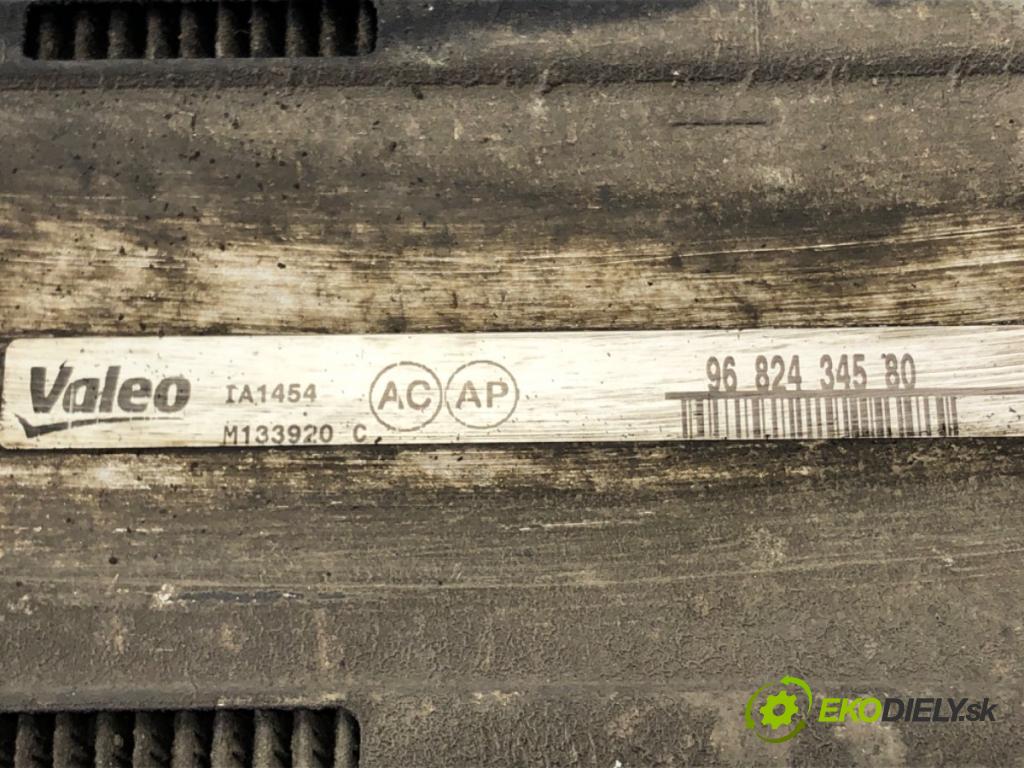 Valeo IA1454 AC AP 96 824 345 80
M133920 C
EKODIELY.sk